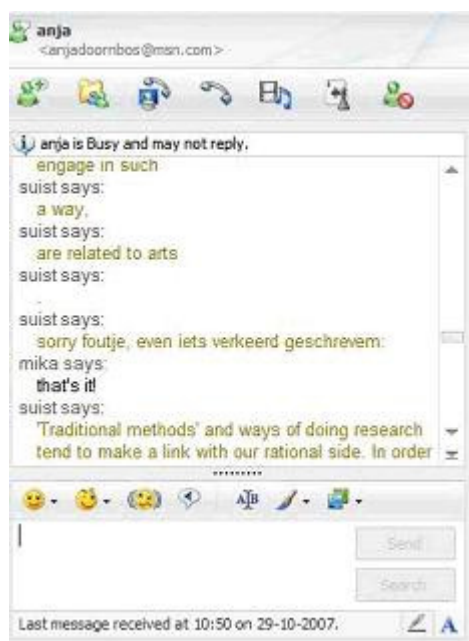 anja
<anjadoornbos@msn.com>
anja is Busy and may not reply.
engage in such
suist says:
a way,
suist says:
are related to arts
suist says:
.
suist says:
sorry foutje, even iets verkeerd geschrevem:
mika says:
that's it!
suist says:
'Traditional methods' and ways of doing research
tend to make a link with our rational side. In order
Send
Search
Last message received at 10:50 on 29-10-2007.